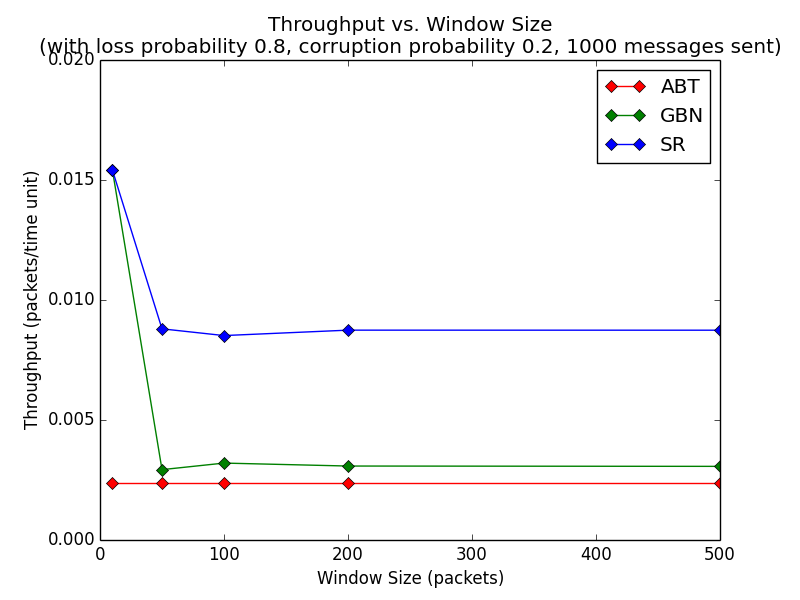 Throughput vs. Window Size
(with loss probability 0.8, corruption probability 0.2, 1000 messages sent)
ABT
GBN
SR
0.020
0.015
0.010
0.005
0.000
Throughput (packets/time unit)
0 100 200 300 400 500
Window Size (packets)